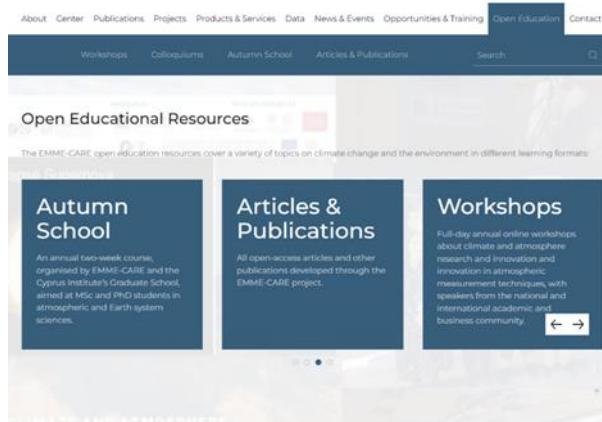 About Center Publications Projects Products & Services Data News & Events Opportunities & Training Open Education Contact
Workshops Colloquiums Autumn School Articles & Publications Search
Open Educational Resources
The EMME-CARE open education resources cover a variety of topics on climate change and the environment in different learning formats:
Autumn
School
An annual two-week course,
organised by EMME-CARE and the
Cyprus Institute's Graduate School,
aimed at MSc and PhD students in
atmospheric and Earth system
sciences.
Articles &
Publications
All open-access articles and other
publications developed through the
EMME-CARE project.
Workshops
Full-day annual online workshops
about climate and atmosphere
research and innovation and
innovation in atmospheric
measurement techniques, with
speakers from the national and
international academic and
business community.